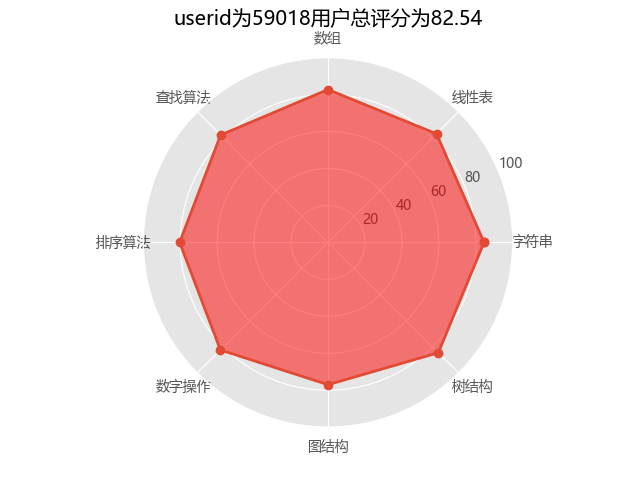 userid为59018用户总评分为82.54
数组
查找算法
线性表
100
80
60
40
20
排序算法
字符串
数字操作
树结构
图结构